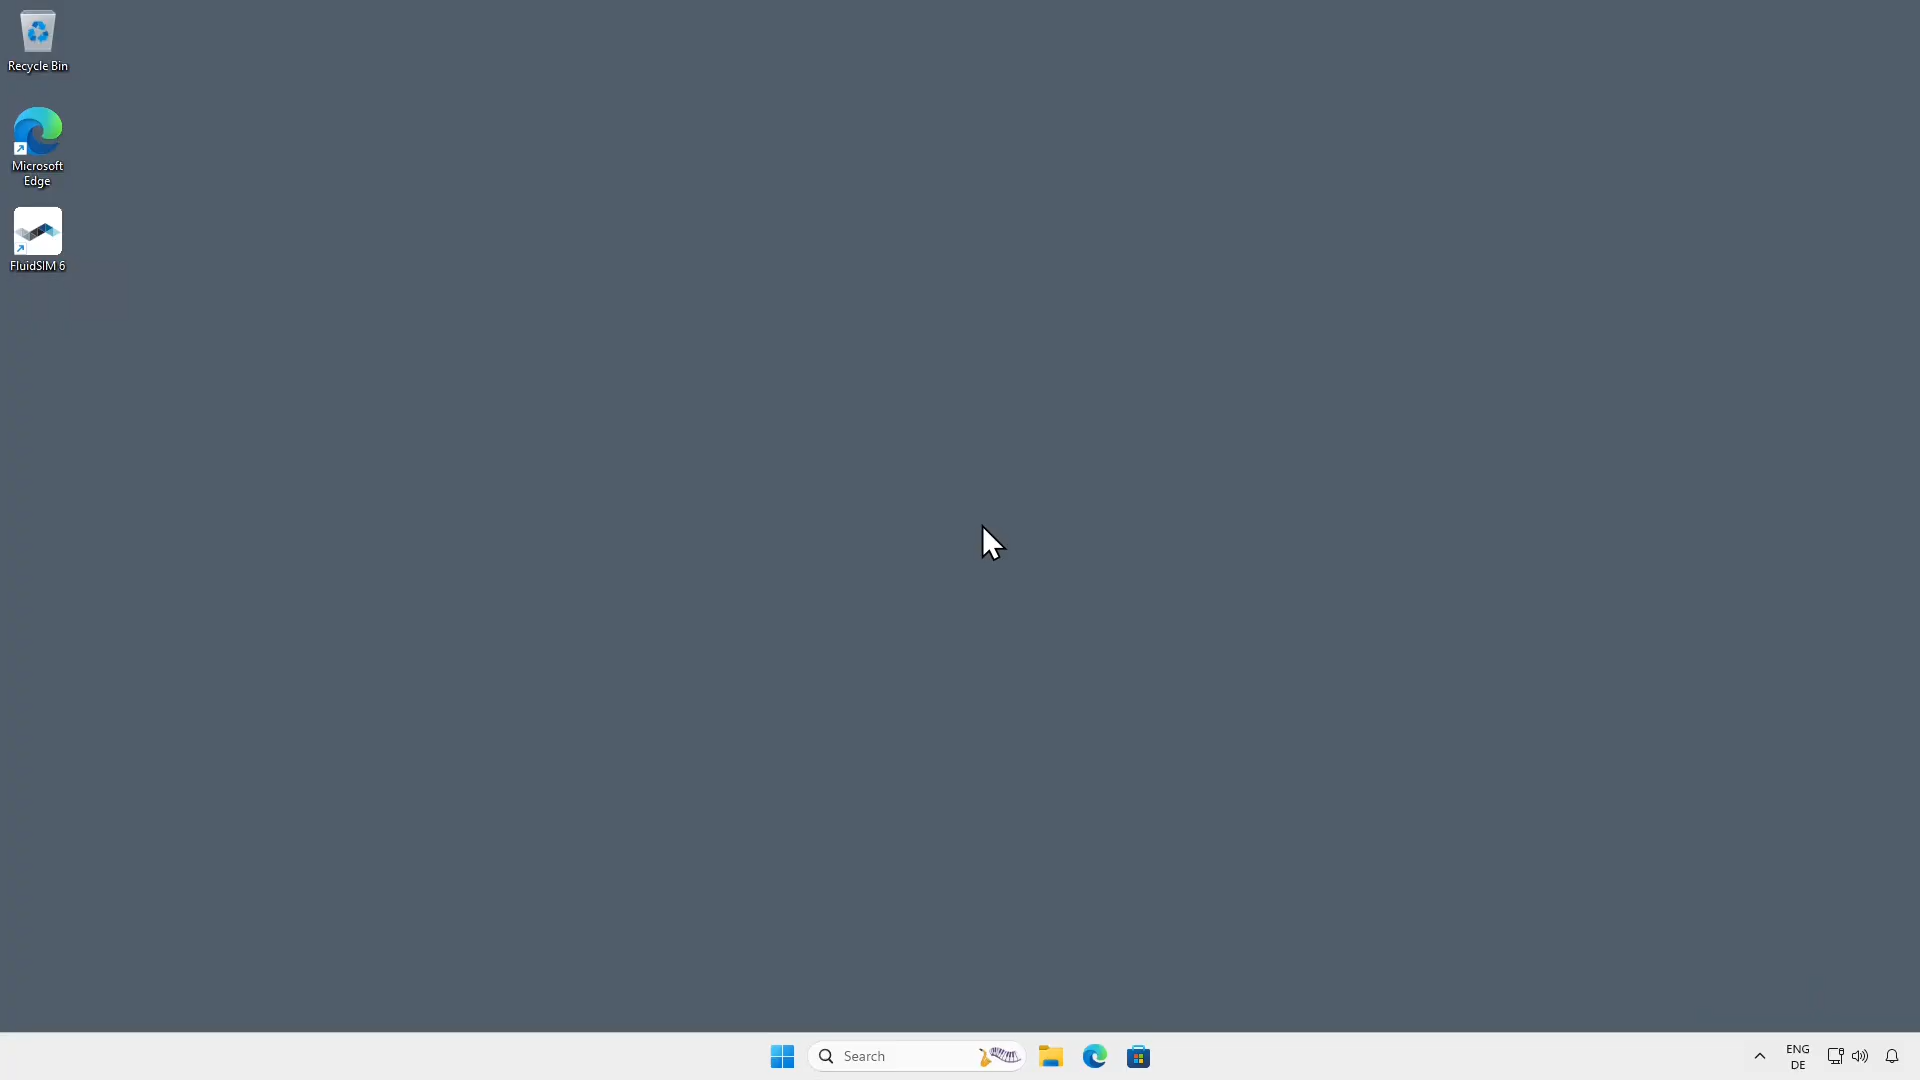 Recycle Bin
Microsoft
Edge
FluidSIM 6
Search
ENG
DE